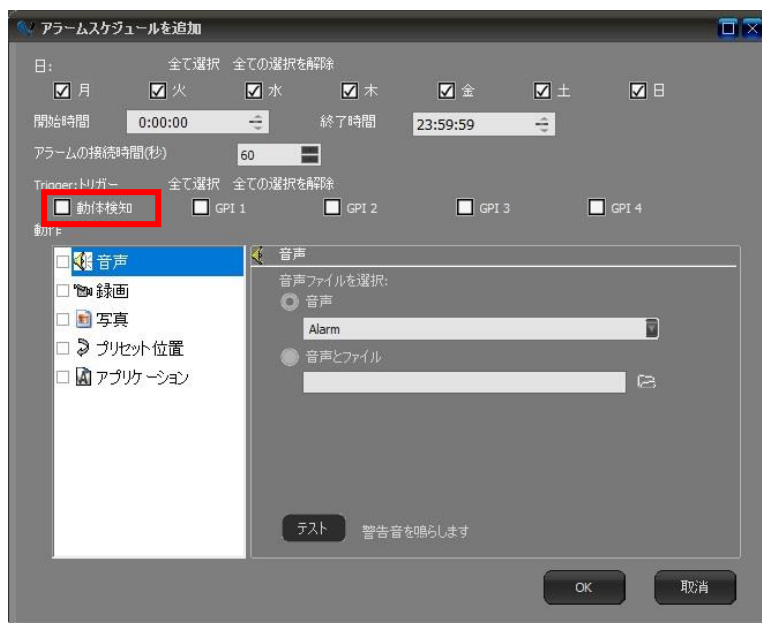 アラームスケジュールを追加
日: 全て選択 全ての選択を解除
月 火 水 木 金 土 日
開始時間 0:00:00 終了時間 23:59:59
アラームの接続時間(秒) 60
Trigger:トリガー 全て選択 全ての選択を解除
動体検知 GPI 1 GPI 2 GPI 3 GPI 4
動作
音声
録画
写真
プリセット位置
アプリケーション
音声
音声ファイルを選択:
音声
Alarm
音声とファイル
テスト 警告音を鳴らします
OK 取消